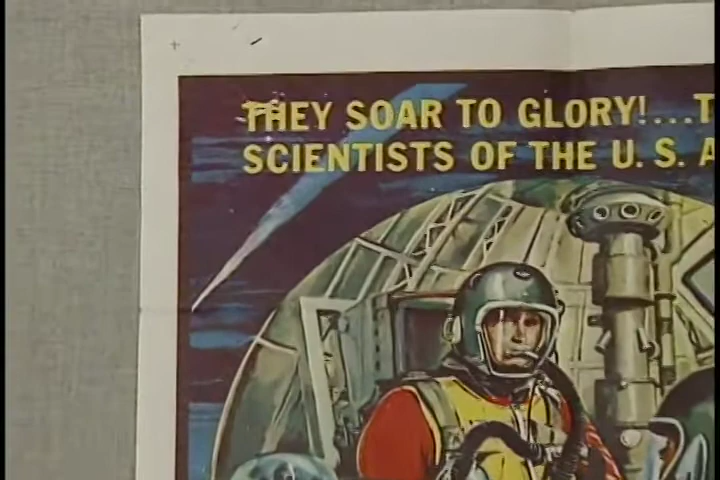 THEY SOAR TO GLORY!...T
SCIENTISTS OF THE U. S. A